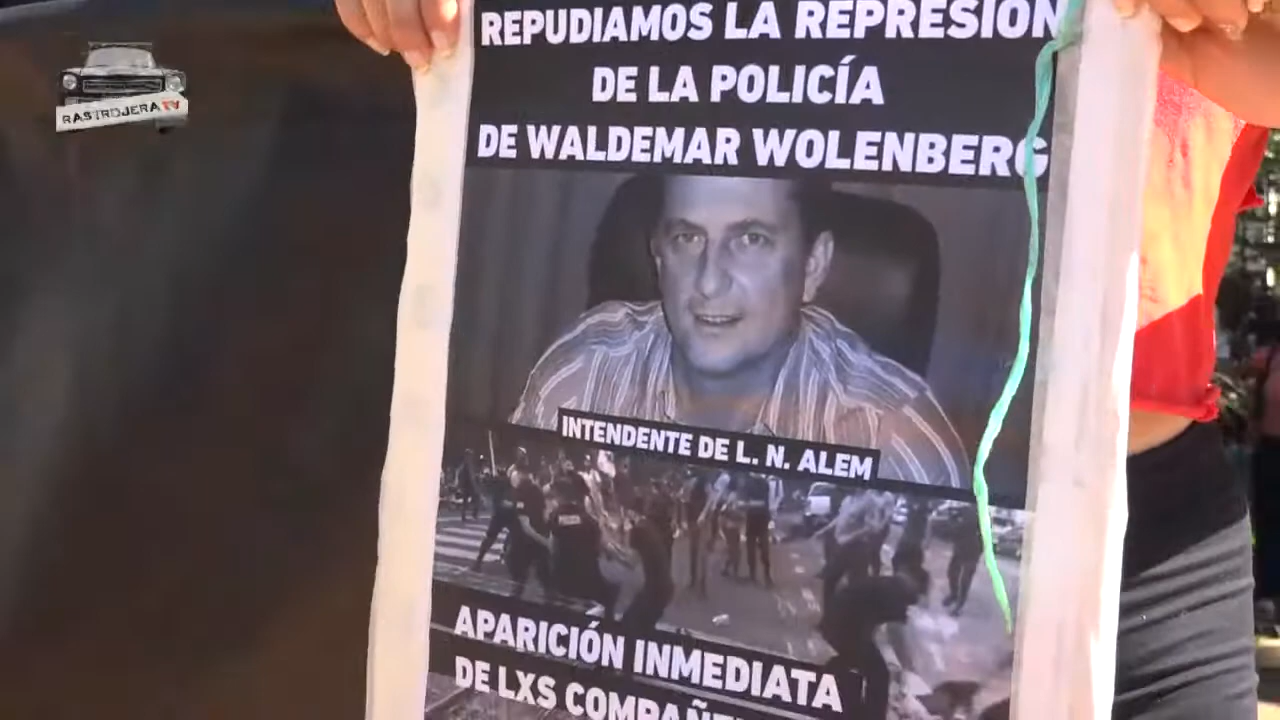 RASTROJERA TV
REPUDIAMOS LA REPRESIÓN
DE LA POLICÍA
DE WALDEMAR WOLENBERG
INTENDENTE DE L. N. ALEM
APARICIÓN INMEDIATA
DE LXS